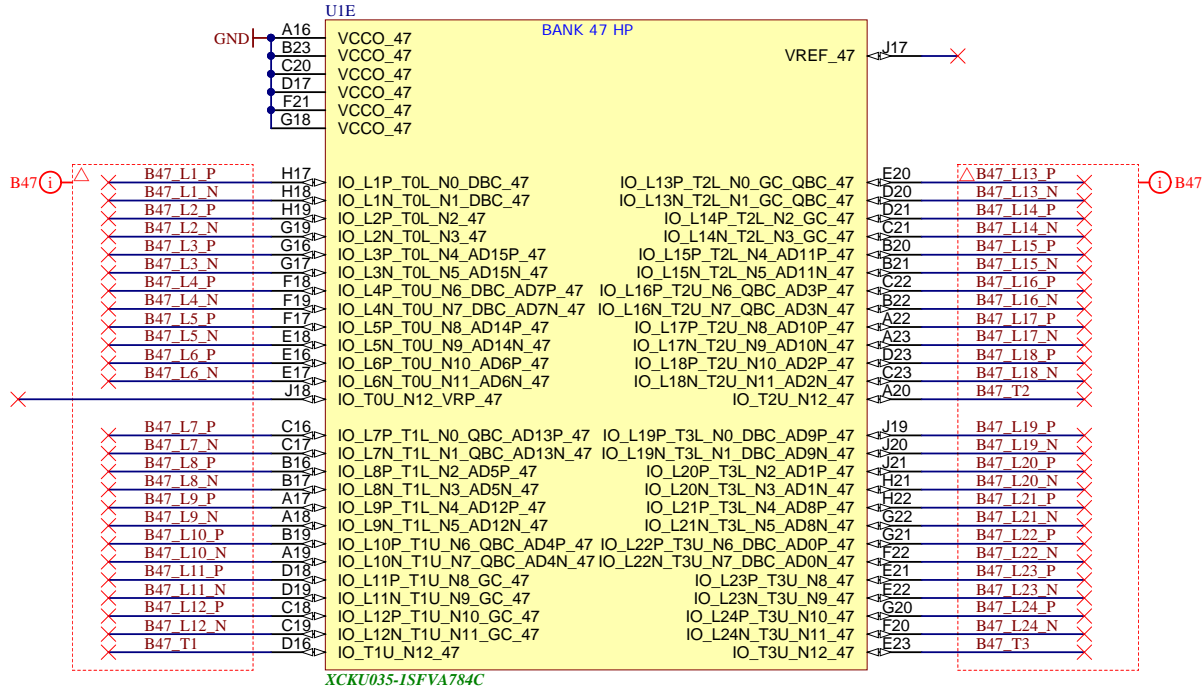 U1E
BANK 47 HP
GND A16 VCCO_47
B23 VCCO_47 VREF_47 J17
C20 VCCO_47
D17 VCCO_47
F21 VCCO_47
G18 VCCO_47
B47 i B47_L1_P H17 IO_L1P_T0L_N0_DBC_47 IO_L13P_T2L_N0_GC_QBC_47 E20 B47_L13_P i B47
B47_L1_N H18 IO_L1N_T0L_N1_DBC_47 IO_L13N_T2L_N1_GC_QBC_47 D20 B47_L13_N
B47_L2_P H19 IO_L2P_T0L_N2_47 IO_L14P_T2L_N2_GC_47 D21 B47_L14_P
B47_L2_N G19 IO_L2N_T0L_N3_47 IO_L14N_T2L_N3_GC_47 C21 B47_L14_N
B47_L3_P G16 IO_L3P_T0L_N4_AD15P_47 IO_L15P_T2L_N4_AD11P_47 B20 B47_L15_P
B47_L3_N G17 IO_L3N_T0L_N5_AD15N_47 IO_L15N_T2L_N5_AD11N_47 B21 B47_L15_N
B47_L4_P F18 IO_L4P_T0U_N6_DBC_AD7P_47 IO_L16P_T2U_N6_QBC_AD3P_47 C22 B47_L16_P
B47_L4_N F19 IO_L4N_T0U_N7_DBC_AD7N_47 IO_L16N_T2U_N7_QBC_AD3N_47 B22 B47_L16_N
B47_L5_P F17 IO_L5P_T0U_N8_AD14P_47 IO_L17P_T2U_N8_AD10P_47 A22 B47_L17_P
B47_L5_N E18 IO_L5N_T0U_N9_AD14N_47 IO_L17N_T2U_N9_AD10N_47 A23 B47_L17_N
B47_L6_P E16 IO_L6P_T0U_N10_AD6P_47 IO_L18P_T2U_N10_AD2P_47 D23 B47_L18_P
B47_L6_N E17 IO_L6N_T0U_N11_AD6N_47 IO_L18N_T2U_N11_AD2N_47 C23 B47_L18_N
J18 IO_T0U_N12_VRP_47 IO_T2U_N12_47 A20 B47_T2
B47_L7_P C16 IO_L7P_T1L_N0_QBC_AD13P_47 IO_L19P_T3L_N0_DBC_AD9P_47 J19 B47_L19_P
B47_L7_N C17 IO_L7N_T1L_N1_QBC_AD13N_47 IO_L19N_T3L_N1_DBC_AD9N_47 J20 B47_L19_N
B47_L8_P B16 IO_L8P_T1L_N2_AD5P_47 IO_L20P_T3L_N2_AD1P_47 J21 B47_L20_P
B47_L8_N B17 IO_L8N_T1L_N3_AD5N_47 IO_L20N_T3L_N3_AD1N_47 H21 B47_L20_N
B47_L9_P A17 IO_L9P_T1L_N4_AD12P_47 IO_L21P_T3L_N4_AD8P_47 H22 B47_L21_P
B47_L9_N A18 IO_L9N_T1L_N5_AD12N_47 IO_L21N_T3L_N5_AD8N_47 G22 B47_L21_N
B47_L10_P B19 IO_L10P_T1U_N6_QBC_AD4P_47 IO_L22P_T3U_N6_DBC_AD0P_47 G21 B47_L22_P
B47_L10_N A19 IO_L10N_T1U_N7_QBC_AD4N_47 IO_L22N_T3U_N7_DBC_AD0N_47 F22 B47_L22_N
B47_L11_P D18 IO_L11P_T1U_N8_GC_47 IO_L23P_T3U_N8_47 E21 B47_L23_P
B47_L11_N D19 IO_L11N_T1U_N9_GC_47 IO_L23N_T3U_N9_47 E22 B47_L23_N
B47_L12_P C18 IO_L12P_T1U_N10_GC_47 IO_L24P_T3U_N10_47 G20 B47_L24_P
B47_L12_N C19 IO_L12N_T1U_N11_GC_47 IO_L24N_T3U_N11_47 F20 B47_L24_N
B47_T1 D16 IO_T1U_N12_47 IO_T3U_N12_47 E23 B47_T3
XCKU035-1SFVA784C